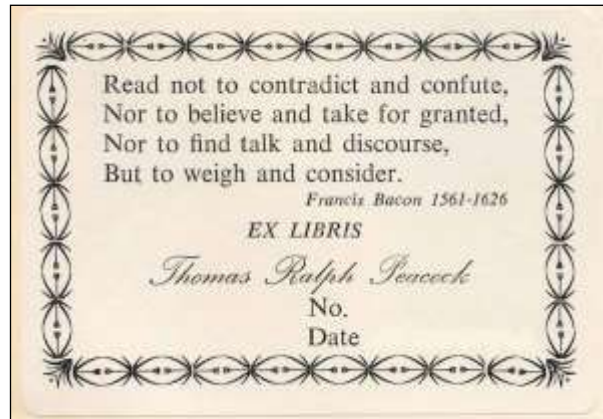 Read not to contradict and confute,
Nor to believe and take for granted,
Nor to find talk and discourse,
But to weigh and consider.
Francis Bacon 1561-1626
EX LIBRIS
Thomas Ralph Peacock
No.
Date